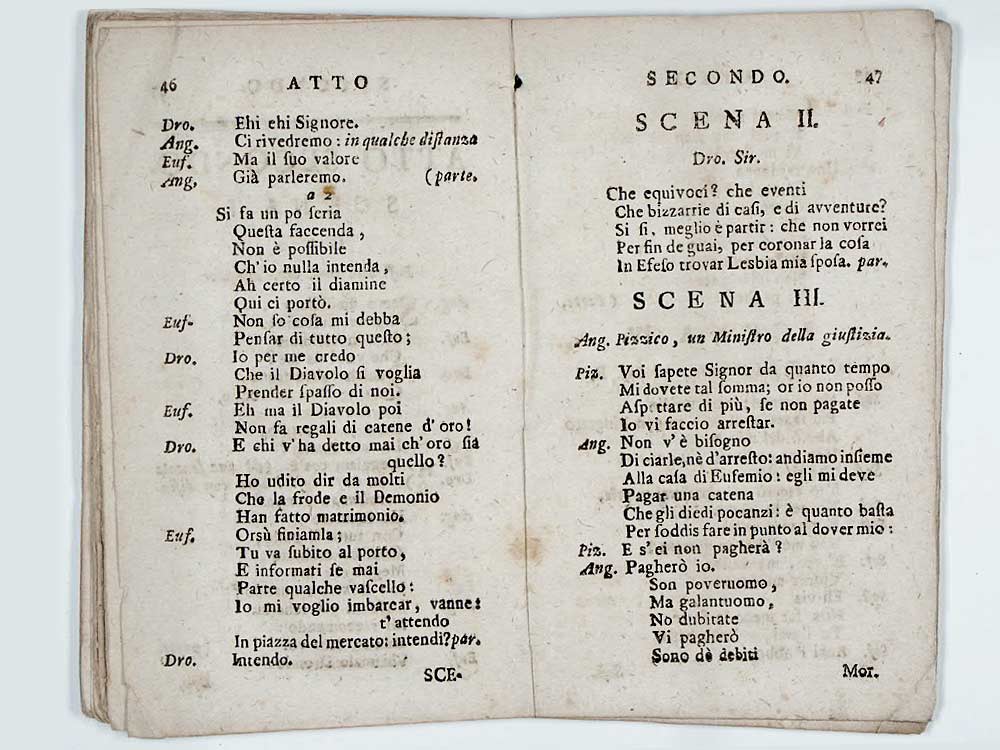 46 ATTO
Dro. Ehi ehi Signore.
Ang. Ci rivedremo : in qualche diſtanza
Euf. Ma il ſuo valore
Ang, Già parleremo. (parte.
a 2
Si fa un po ſeria
Queſta faccenda ,
Non è poſſibile
Ch' io nulla intenda ,
Ah certo il diamine
Qui ci portò.
Euf. Non ſo coſa mi debba
Penſar di tutto queſto ;
Dro. Io per me credo
Che il Diavolo ſi voglia
Prender ſpaſſo di noi.
Euf. Eh ma il Diavolo poi
Non fa regali di catene d' oro !
Dro. E chi v' ha detto mai ch' oro ſia
quello ?
Ho udito dir da molti
Che la frode e il Demonio
Han fatto matrimonio.
Euf. Orsù finiamla ;
Tu va ſubito al porto ,
E informati ſe mai
Parte qualche vaſcello :
Io mi voglio imbarcar, vanne :
t' attendo
In piazza del mercato : intendi ? par.
Dro. Intendo.
SCE-
SECONDO. 47
SCENA II.
Dro. Sir.
Che equivoci ? che eventi
Che bizzarrie di caſi, e di avventure ?
Si ſi, meglio è partir : che non vorrei
Per fin de guai, per coronar la coſa
In Efeſo trovar Lesbia mia ſpoſa. par.
SCENA III.
Ang. Pizzico , un Miniſtro della giuſtizia.
Piz. Voi ſapete Signor da quanto tempo
Mi dovete tal ſomma ; or io non poſſo
Aſpettare di più, ſe non pagate
Io vi faccio arreſtar.
Ang. Non v' è biſogno
Di ciarle, nè d'arreſto : andiamo inſieme
Alla caſa di Eufemio : egli mi deve
Pagar una catena
Che gli diedi pocanzi : è quanto baſta
Per ſoddis fare in punto al dover mio :
Piz. E s' ei non pagherà ?
Ang. Pagherò io.
Son poveruomo ,
Ma galantuomo ,
No dubitate
Vi pagherò
Sono dè debiti
Mor.